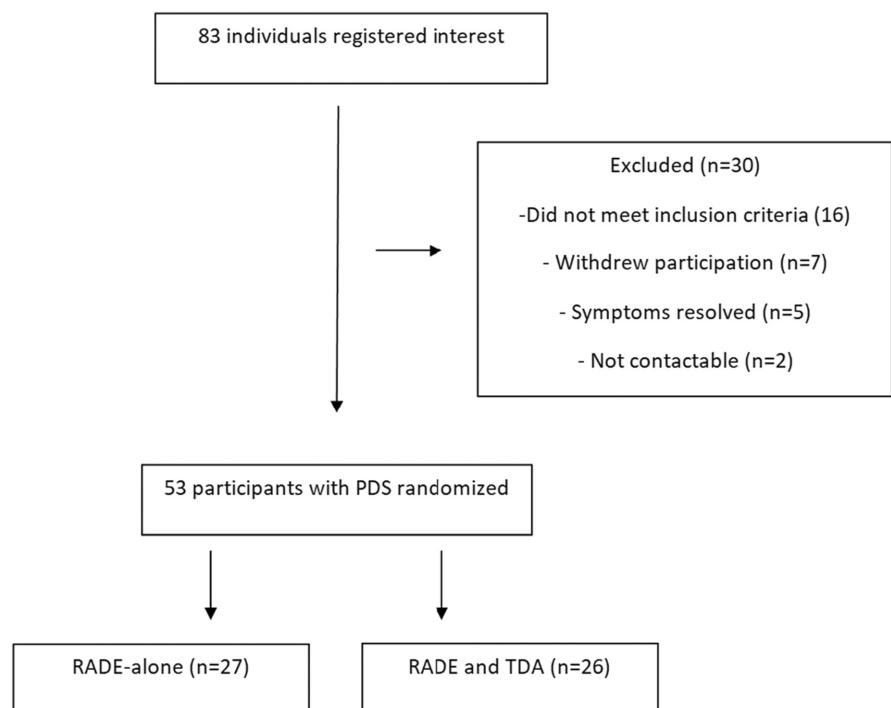 83 individuals registered interest
Excluded (n=30)
-Did not meet inclusion criteria (16)
- Withdrew participation (n=7)
- Symptoms resolved (n=5)
- Not contactable (n=2)
53 participants with PDS randomized
RADE-alone (n=27)
RADE and TDA (n=26)